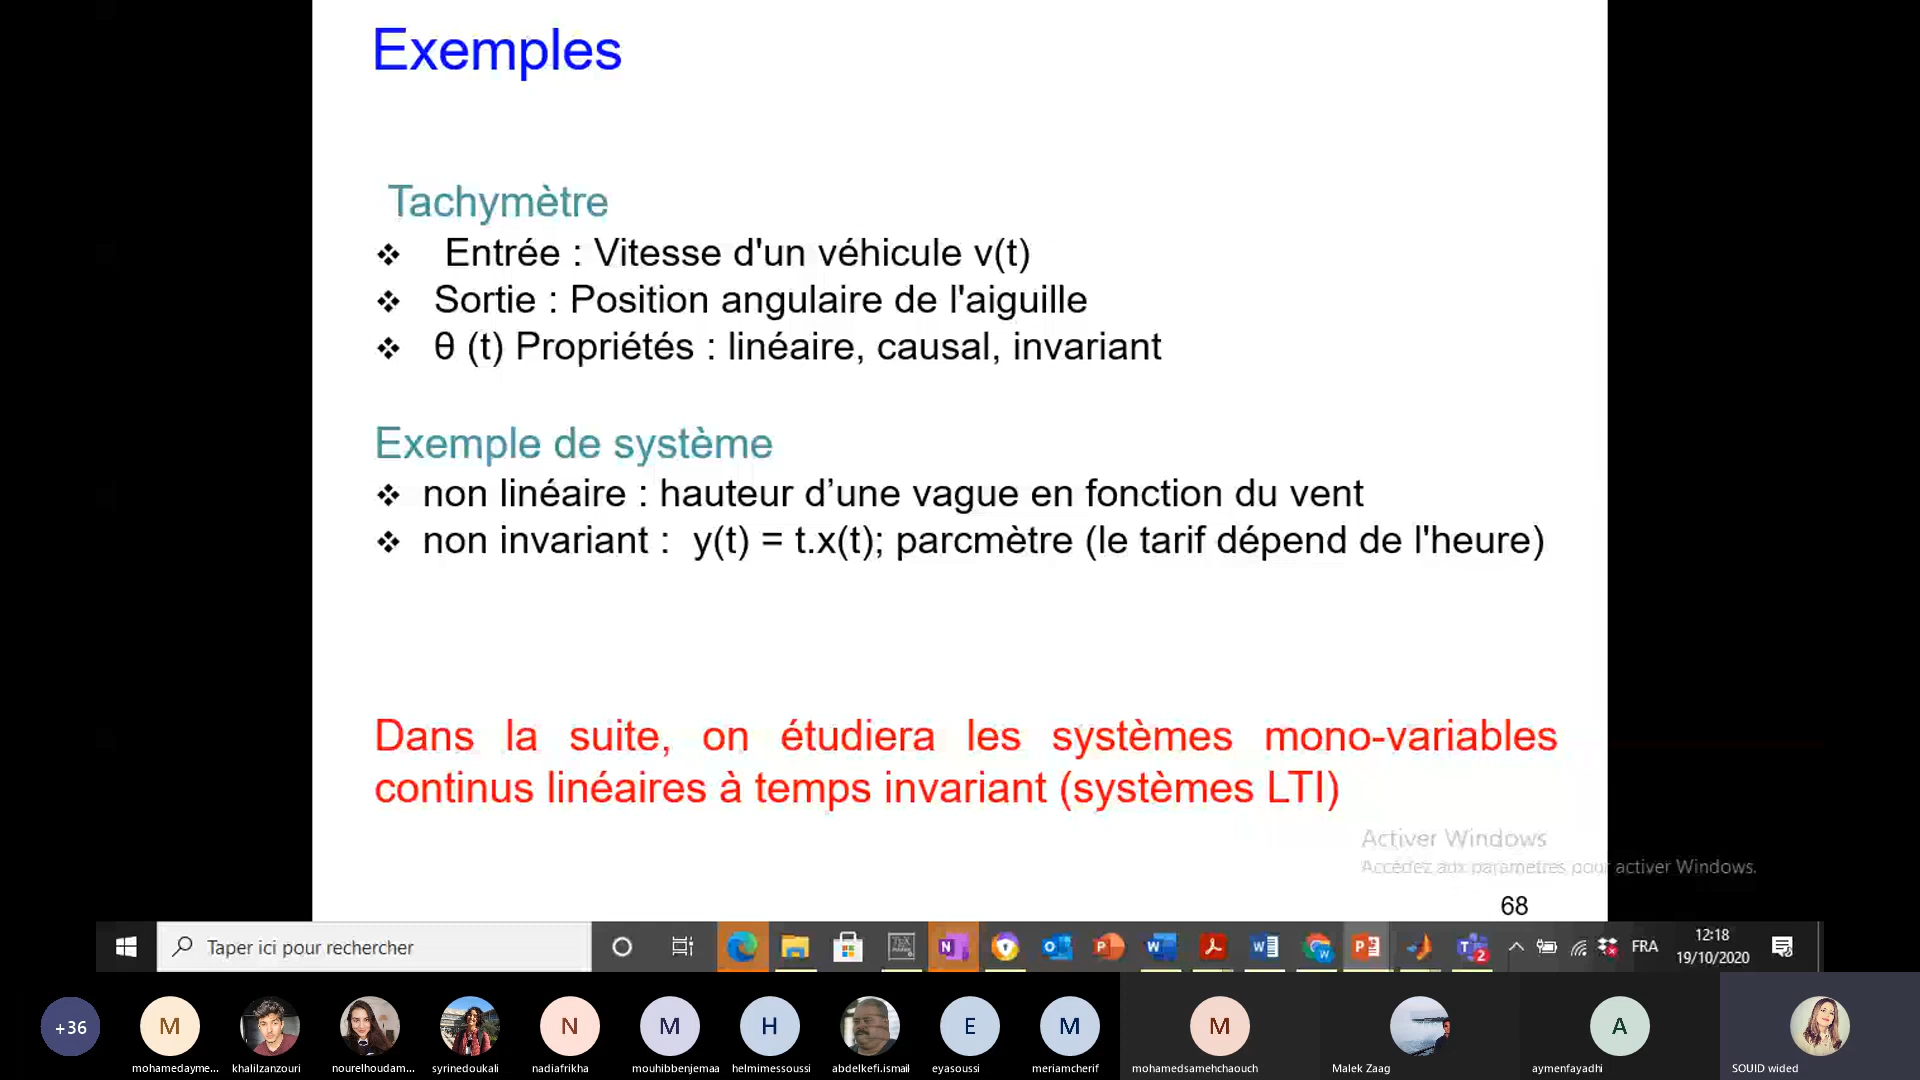 Exemples
Tachymètre
❖ Entrée : Vitesse d'un véhicule v(t)
❖ Sortie : Position angulaire de l'aiguille
❖ θ (t) Propriétés : linéaire, causal, invariant
Exemple de système
❖ non linéaire : hauteur d’une vague en fonction du vent
❖ non invariant : y(t) = t.x(t); parcmètre (le tarif dépend de l'heure)
Dans la suite, on étudiera les systèmes mono-variables
continus linéaires à temps invariant (systèmes LTI)
Activer Windows
Accédez aux paramètres pour activer Windows.
68
Taper ici pour rechercher
FRA
12:18
19/10/2020
+36
M
N
M
H
E
M
M
A
mohamedayme...
khalilzanzouri
nourelhoudam...
syrinedoukali
nadiafrikha
mouhibbenjemaa
helmimessoussi
abdelkefi.ismail
eyasoussi
meriamcherif
mohamedsamehchaouch
Malek Zaag
aymenfayadhi
SOUID wided